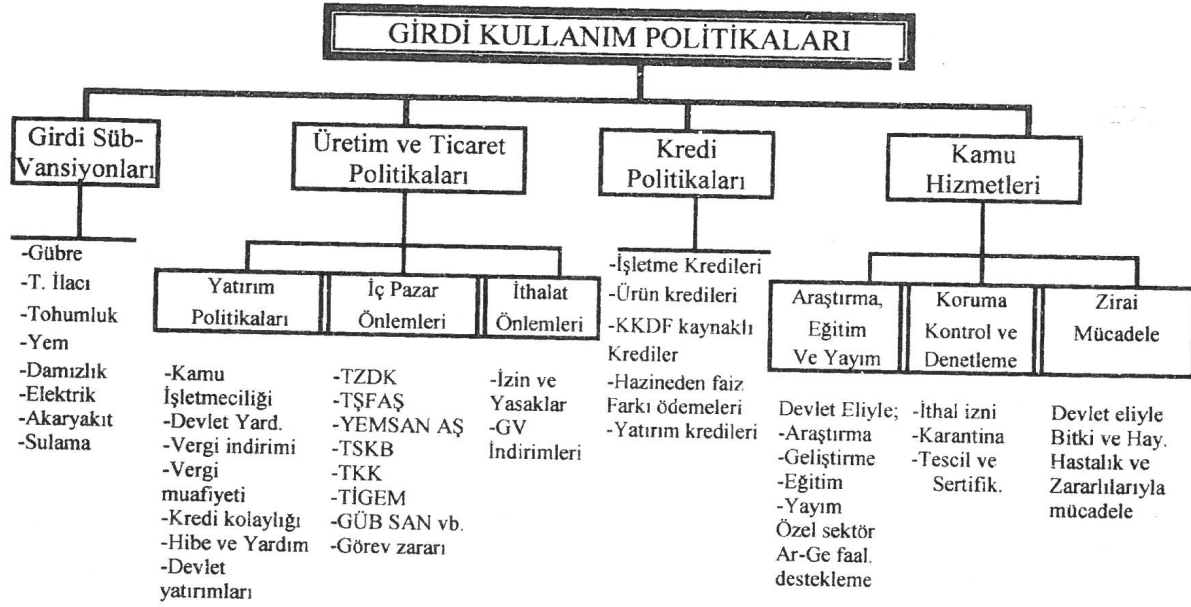 GİRDİ KULLANIM POLİTİKALARI
Girdi Süb-
Vansiyonları
Üretim ve Ticaret
Politikaları
Kredi
Politikaları
Kamu
Hizmetleri
-Gübre
-T. İlacı
-Tohumluk
-Yem
-Damızlık
-Elektrik
-Akaryakıt
-Sulama
Yatırım
Politikaları
-Kamu
İşletmeciliği
-Devlet Yard.
-Vergi indirimi
-Vergi
muafiyeti
-Kredi kolaylığı
-Hibe ve Yardım
-Devlet
yatırımları
İç Pazar
Önlemleri
-TZDK
-TŞFAŞ
-YEMSAN AŞ
-TSKB
-TKK
-TİGEM
-GÜB SAN vb.
-Görev zararı
İthalat
Önlemleri
-İzin ve
Yasaklar
-GV
İndirimleri
-İşletme Kredileri
-Ürün kredileri
-KKDF kaynaklı
Krediler
-Hazineden faiz
Farkı ödemeleri
-Yatırım kredileri
Araştırma,
Eğitim
Ve Yayım
Devlet Eliyle;
-Araştırma
-Geliştirme
-Eğitim
-Yayım
Özel sektör
Ar-Ge faal.
destekleme
Koruma
Kontrol ve
Denetleme
-İthal izni
-Karantina
-Tescil ve
Sertifik.
Zirai
Mücadele
Devlet eliyle
Bitki ve Hay.
Hastalık ve
Zararlılarıyla
mücadele